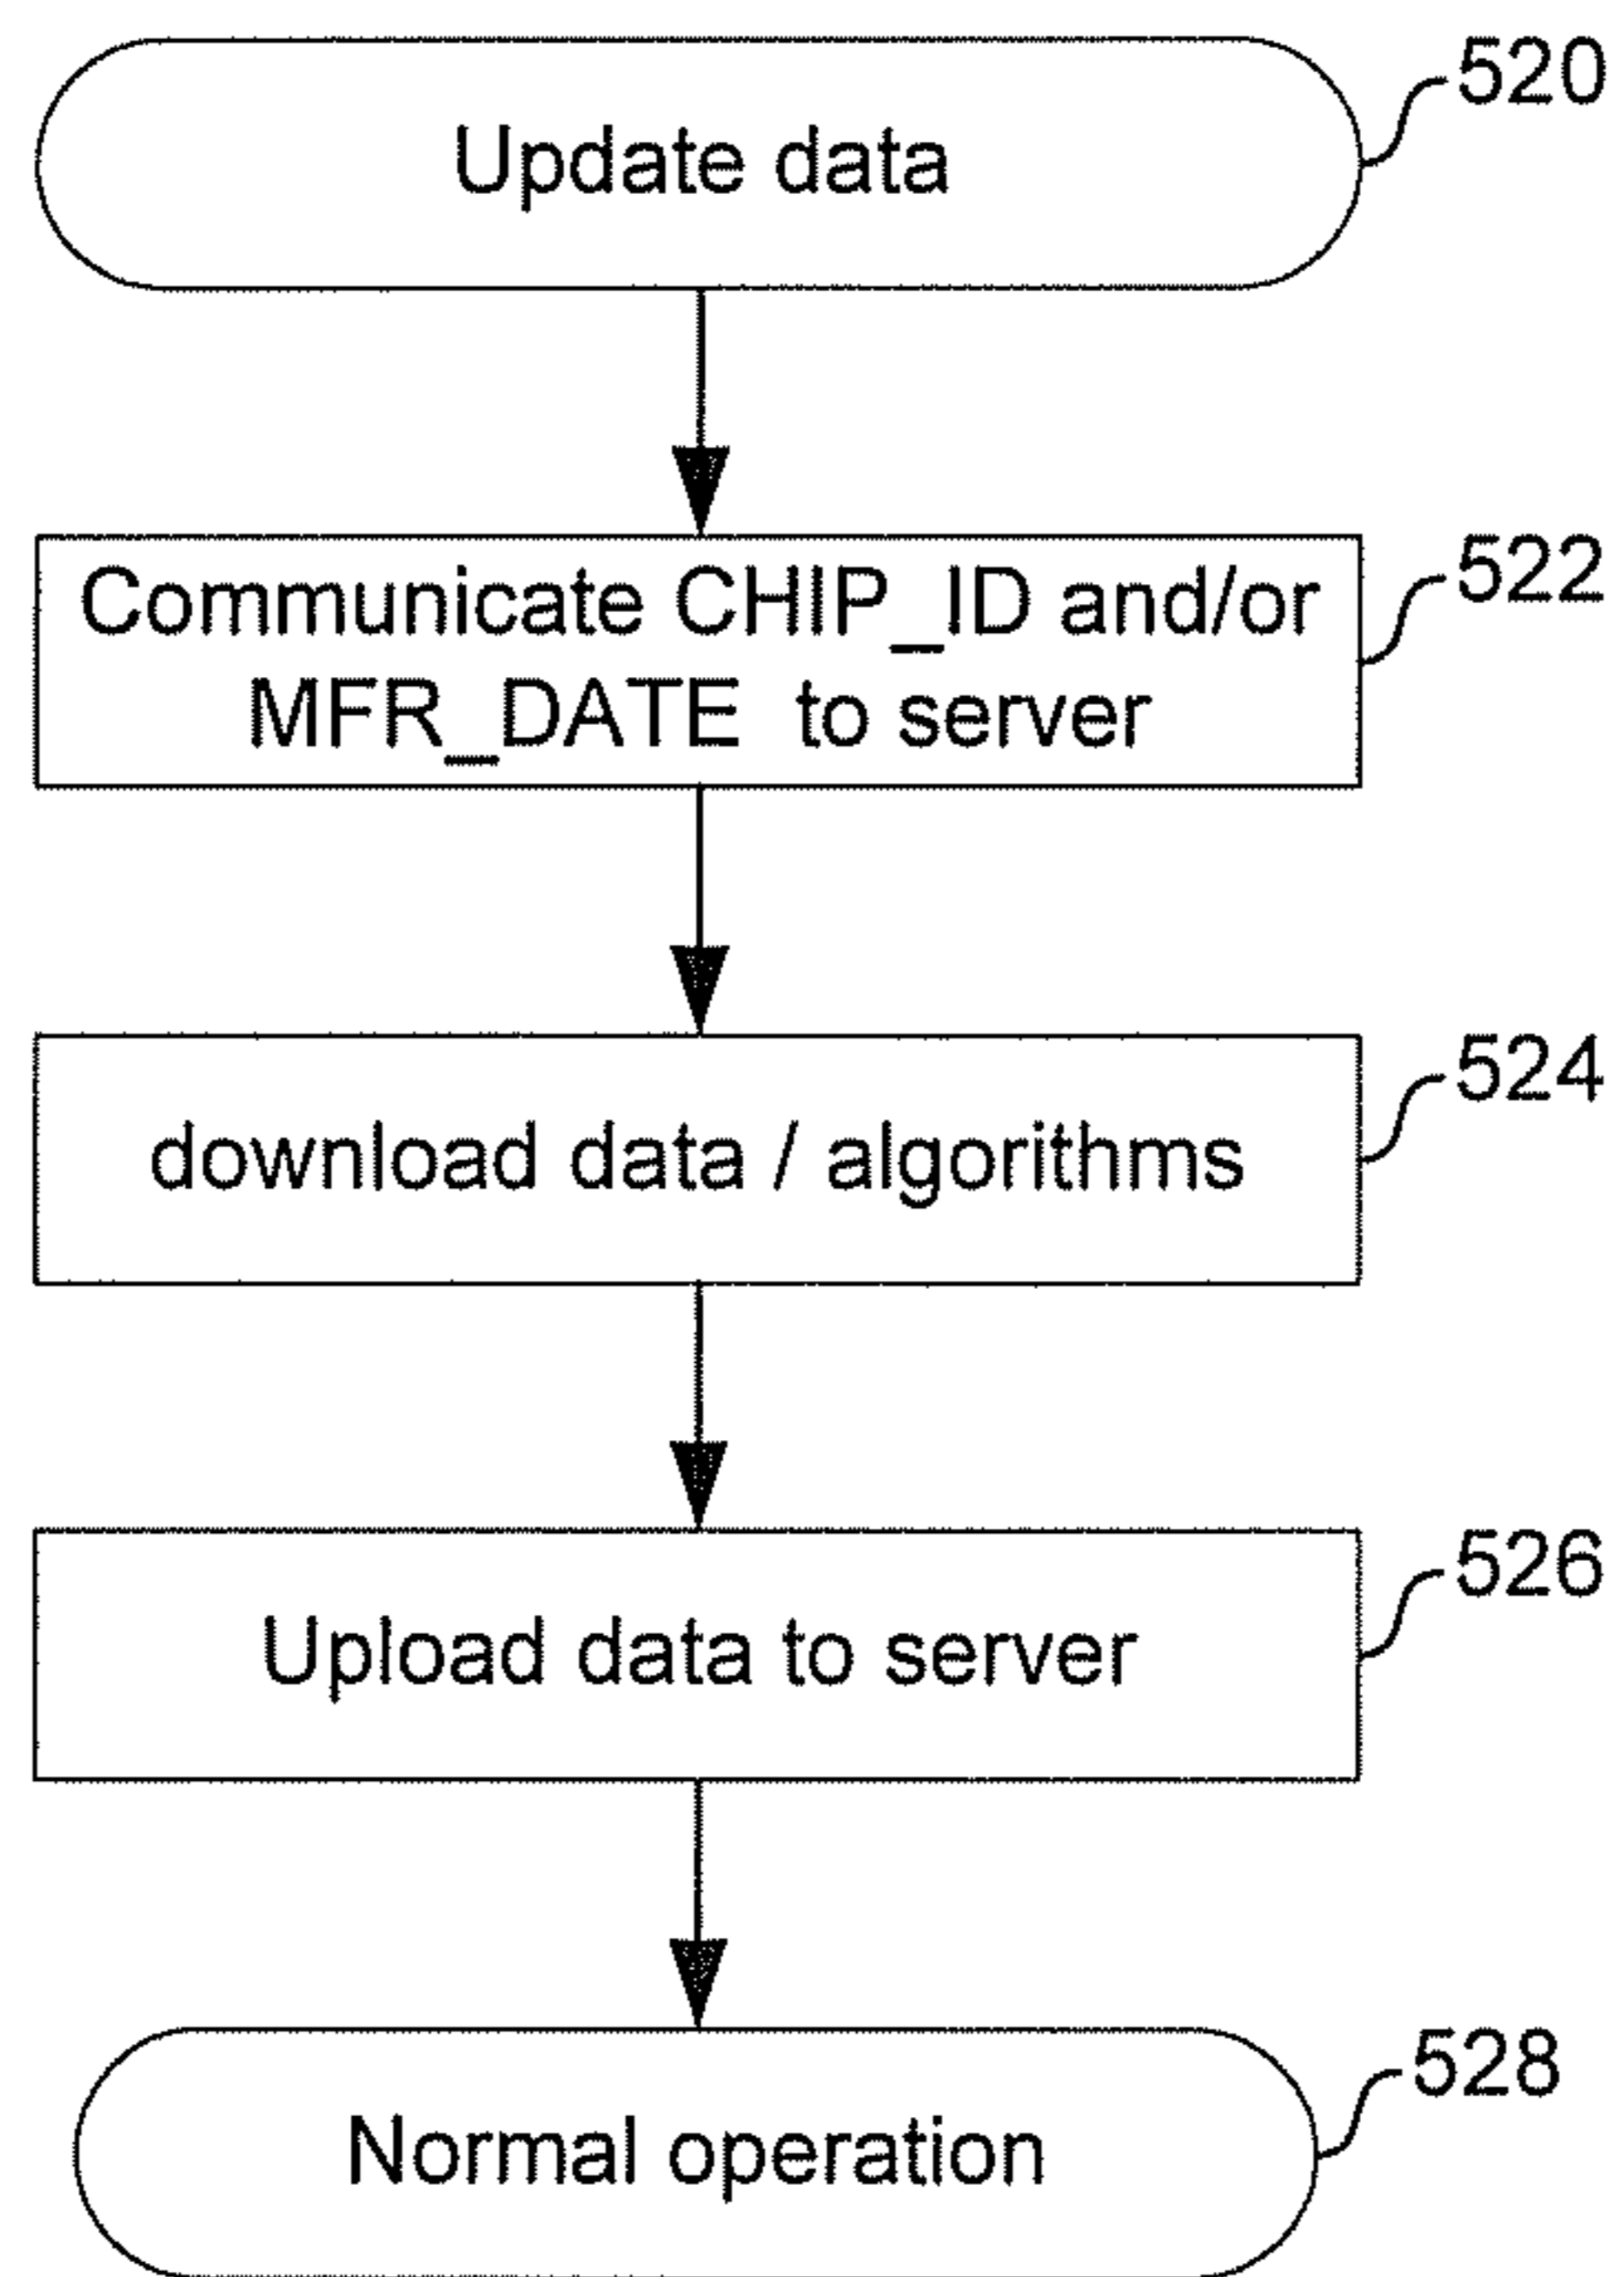 Update data
520
Communicate CHIP_ID and/or
MFR_DATE to server
522
download data / algorithms
524
Upload data to server
526
Normal operation
528